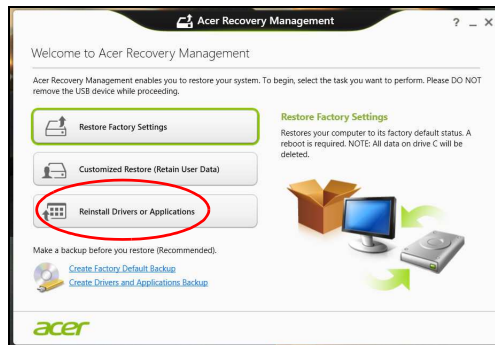 Acer Recovery Management
? _ X
Welcome to Acer Recovery Management
Acer Recovery Management enables you to restore your system. To begin, select the task you want to perform. Please DO NOT
remove the USB device while proceeding.
Restore Factory Settings
Customized Restore (Retain User Data)
Reinstall Drivers or Applications
Restore Factory Settings
Restores your computer to its factory default status. A
reboot is required. NOTE: All data on drive C will be
deleted.
Make a backup before you restore (Recommended).
Create Factory Default Backup
Create Drivers and Applications Backup
acer